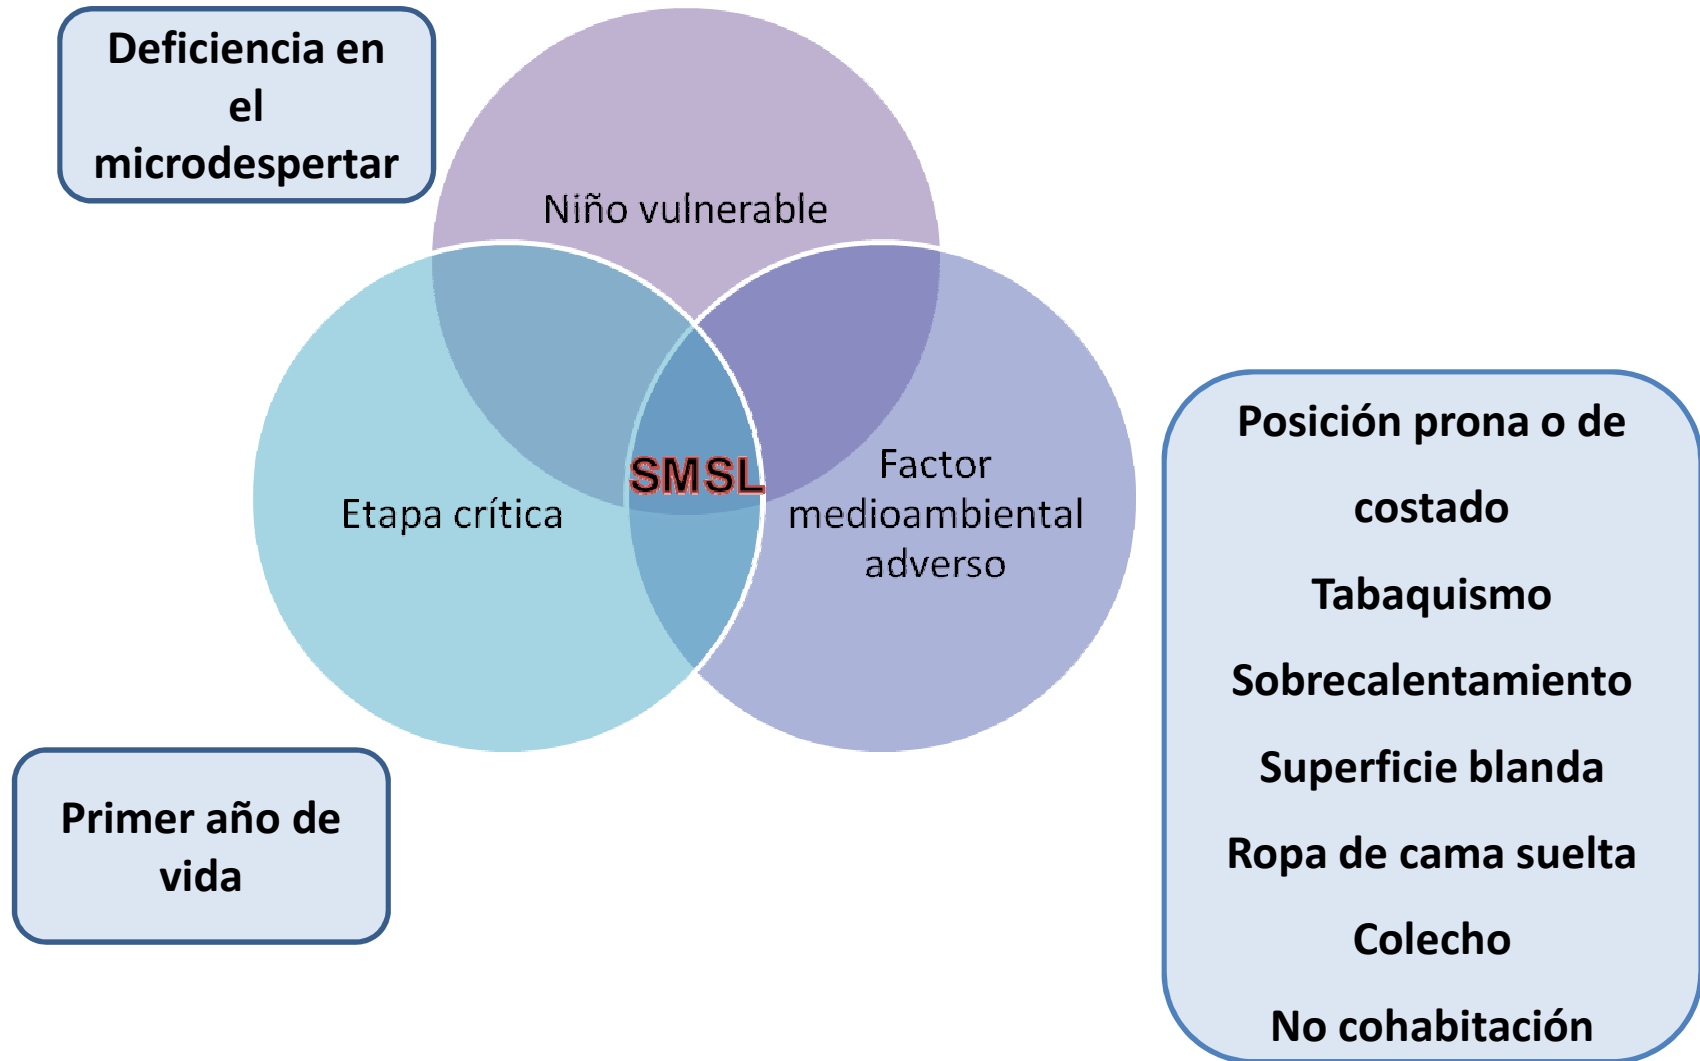 Deficiencia en
el
microdespertar
Niño vulnerable
Etapa crítica
SMSL
Factor
medioambiental
adverso
Primer año de
vida
Posición prona o de
costado
Tabaquismo
Sobrecalentamiento
Superficie blanda
Ropa de cama suelta
Colecho
No cohabitación